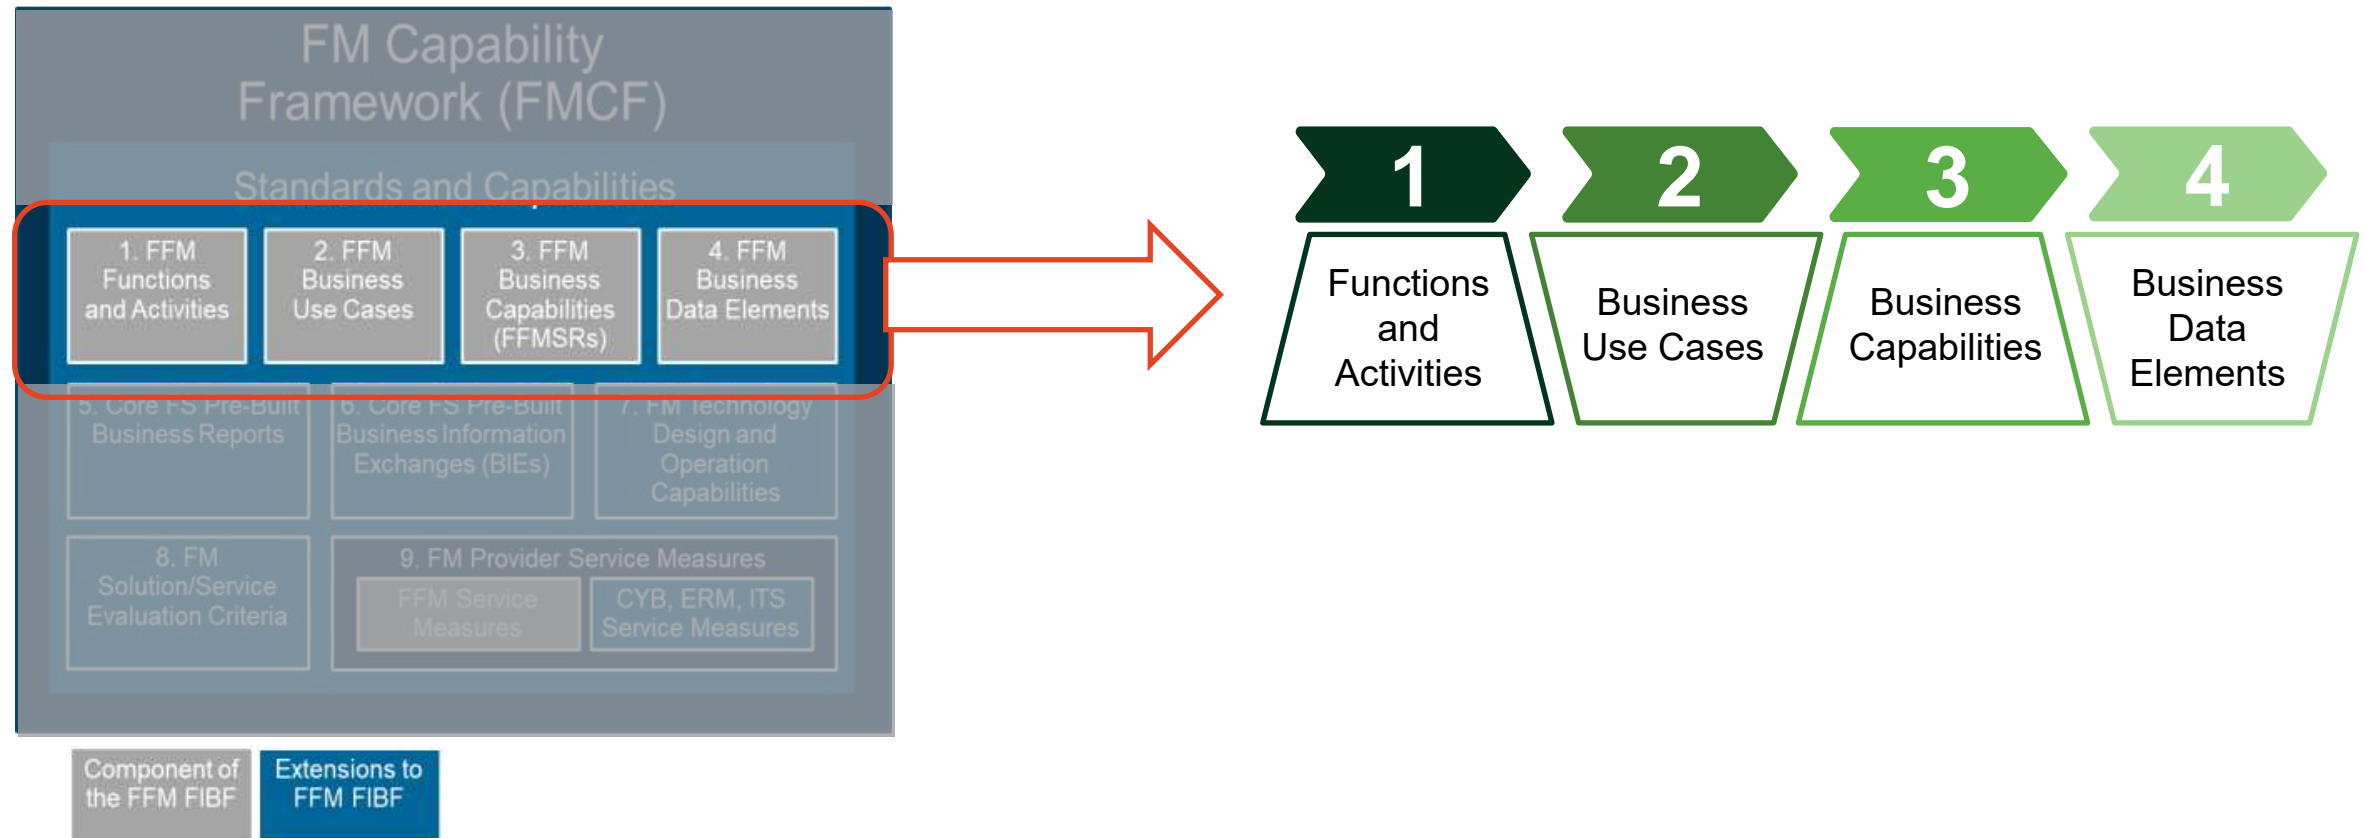 FM Capability
Framework (FMCF)
Standards and Capabilities
1. FFM
Functions
and Activities
2. FFM
Business
Use Cases
3. FFM
Business
Capabilities
(FFMSRs)
4. FFM
Business
Data Elements
5. Core FS Pre-Built
Business Reports
6. Core FS Pre-Built
Business Information
Exchanges (BIEs)
7. FM Technology
Design and
Operation
Capabilities
8. FM
Solution/Service
Evaluation Criteria
9. FM Provider Service Measures
FFM Service
Measures
CYB, ERM, ITS
Service Measures
Component of
the FFM FIBF
Extensions to
FFM FIBF
1
Functions
and
Activities
2
Business
Use Cases
3
Business
Capabilities
4
Business
Data
Elements